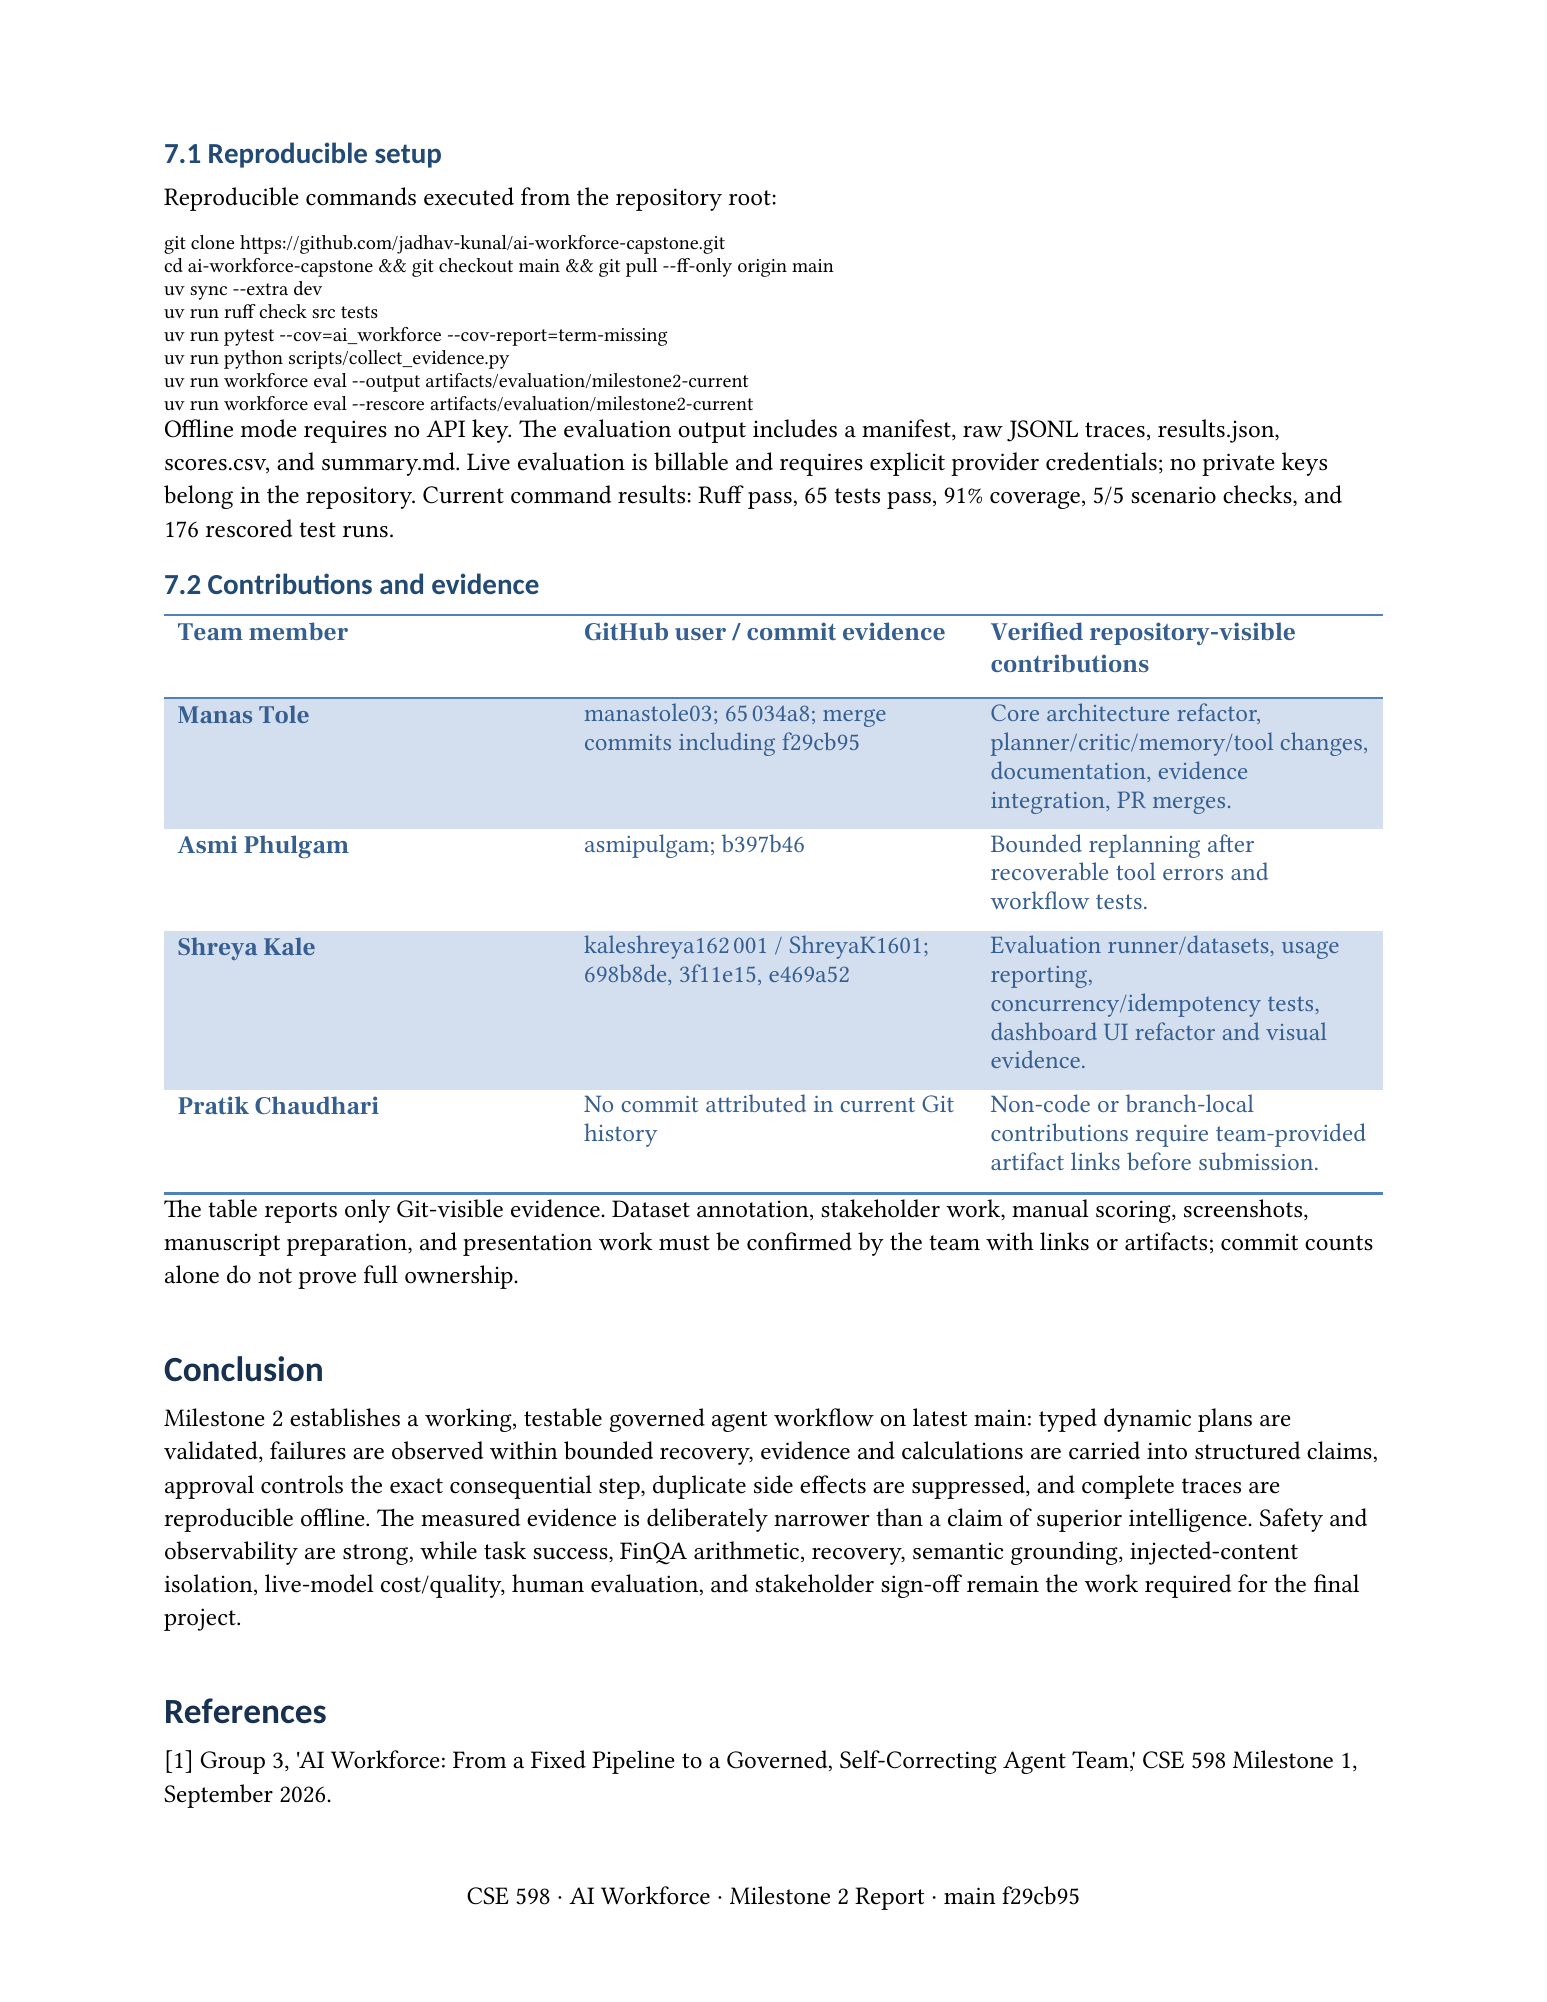 7.1 Reproducible setup
Reproducible commands executed from the repository root:
git clone https://github.com/jadhav-kunal/ai-workforce-capstone.git
cd ai-workforce-capstone && git checkout main && git pull --ff-only origin main
uv sync --extra dev
uv run ruff check src tests
uv run pytest --cov=ai_workforce --cov-report=term-missing
uv run python scripts/collect_evidence.py
uv run workforce eval --output artifacts/evaluation/milestone2-current
uv run workforce eval --rescore artifacts/evaluation/milestone2-current
Offline mode requires no API key. The evaluation output includes a manifest, raw JSONL traces, results.json,
scores.csv, and summary.md. Live evaluation is billable and requires explicit provider credentials; no private keys
belong in the repository. Current command results: Ruff pass, 65 tests pass, 91% coverage, 5/5 scenario checks, and
176 rescored test runs.
7.2 Contributions and evidence
Team member
GitHub user / commit evidence
Verified repository-visible
contributions
Manas Tole
manastole03; 65 034a8; merge
commits including f29cb95
Core architecture refactor,
planner/critic/memory/tool changes,
documentation, evidence
integration, PR merges.
Asmi Phulgam
asmipulgam; b397b46
Bounded replanning after
recoverable tool errors and
workflow tests.
Shreya Kale
kaleshreya162 001 / ShreyaK1601;
698b8de, 3f11e15, e469a52
Evaluation runner/datasets, usage
reporting,
concurrency/idempotency tests,
dashboard UI refactor and visual
evidence.
Pratik Chaudhari
No commit attributed in current Git
history
Non-code or branch-local
contributions require team-provided
artifact links before submission.
The table reports only Git-visible evidence. Dataset annotation, stakeholder work, manual scoring, screenshots,
manuscript preparation, and presentation work must be confirmed by the team with links or artifacts; commit counts
alone do not prove full ownership.
Conclusion
Milestone 2 establishes a working, testable governed agent workflow on latest main: typed dynamic plans are
validated, failures are observed within bounded recovery, evidence and calculations are carried into structured claims,
approval controls the exact consequential step, duplicate side effects are suppressed, and complete traces are
reproducible offline. The measured evidence is deliberately narrower than a claim of superior intelligence. Safety and
observability are strong, while task success, FinQA arithmetic, recovery, semantic grounding, injected-content
isolation, live-model cost/quality, human evaluation, and stakeholder sign-off remain the work required for the final
project.
References
[1] Group 3, 'AI Workforce: From a Fixed Pipeline to a Governed, Self-Correcting Agent Team,' CSE 598 Milestone 1,
September 2026.
CSE 598 · AI Workforce · Milestone 2 Report · main f29cb95